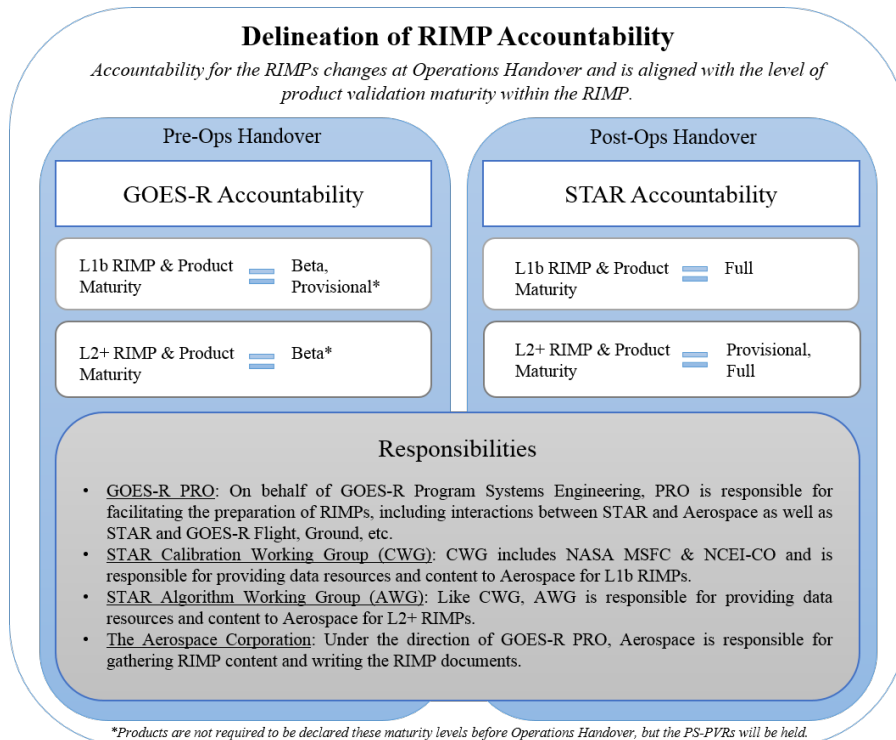 Delineation of RIMP Accountability
Accountability for the RIMPs changes at Operations Handover and is aligned with the level of
product validation maturity within the RIMP.
Pre-Ops Handover
GOES-R Accountability
L1b RIMP & Product
Maturity
Beta,
Provisional*
L2+ RIMP & Product
Maturity
Beta*
Post-Ops Handover
STAR Accountability
L1b RIMP & Product
Maturity
Full
L2+ RIMP & Product
Maturity
Provisional,
Full
Responsibilities
• GOES-R PRO: On behalf of GOES-R Program Systems Engineering, PRO is responsible for
facilitating the preparation of RIMPs, including interactions between STAR and Aerospace as well as
STAR and GOES-R Flight, Ground, etc.
• STAR Calibration Working Group (CWG): CWG includes NASA MSFC & NCEI-CO and is
responsible for providing data resources and content to Aerospace for L1b RIMPs.
• STAR Algorithm Working Group (AWG): Like CWG, AWG is responsible for providing data
resources and content to Aerospace for L2+ RIMPs.
• The Aerospace Corporation: Under the direction of GOES-R PRO, Aerospace is responsible for
gathering RIMP content and writing the RIMP documents.
*Products are not required to be declared these maturity levels before Operations Handover, but the PS-PVRs will be held.